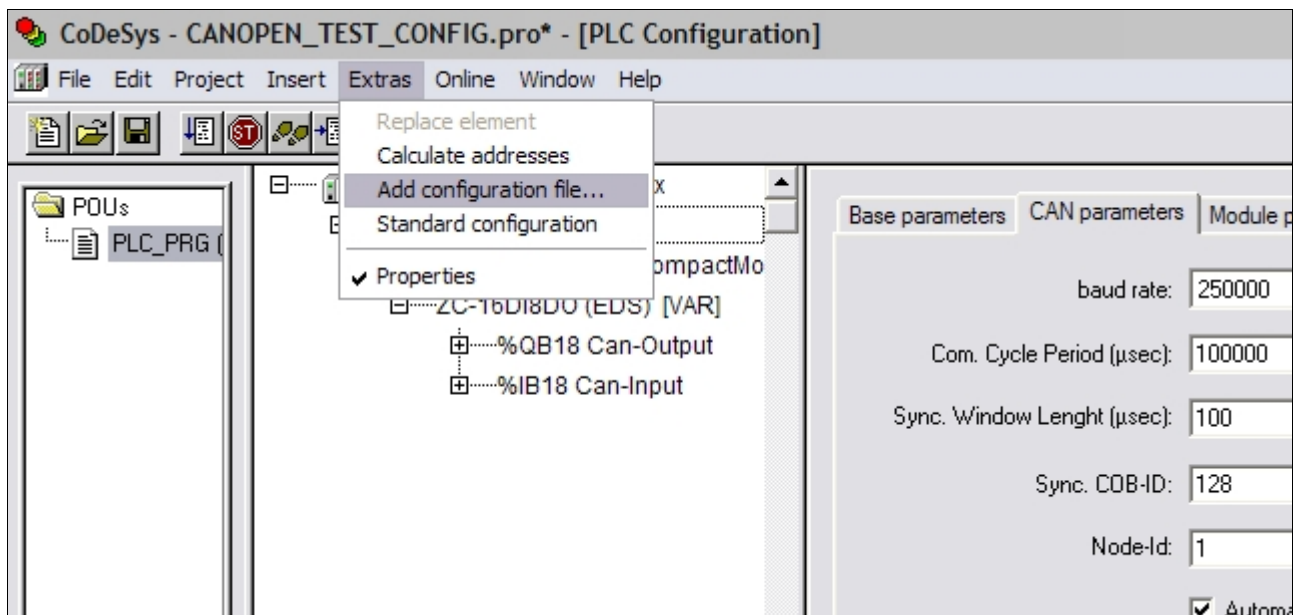 CoDeSys - CANOPEN_TEST_CONFIG.pro* - [PLC Configuration]
File Edit Project Insert Extras Online Window Help
ST
Replace element
Calculate addresses
Add configuration file...
Standard configuration
Properties
POUs
PLC_PRG (
x
ompactMo
ZC-16DI8DO (EDS) [VAR]
%QB18 Can-Output
%IB18 Can-Input
Base parameters CAN parameters Module p
baud rate: 250000
Com. Cycle Period (µsec): 100000
Sync. Window Lenght (µsec): 100
Sync. COB-ID: 128
Node-Id: 1
Automa